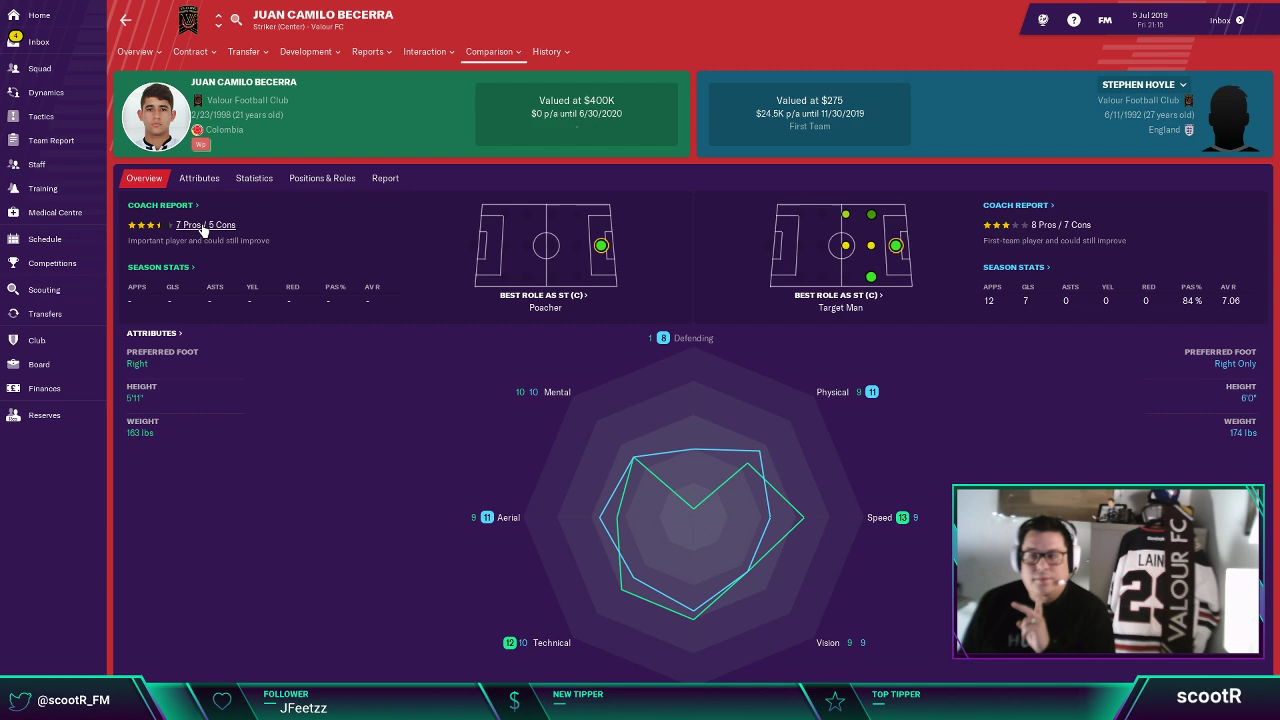 Home
4
Inbox
Squad
Dynamics
Tactics
Team Report
Staff
Training
Medical Centre
Schedule
Competitions
Scouting
Transfers
Club
Board
Finances
Reserves
JUAN CAMILO BECERRA
Striker (Center) - Valour FC
FM
5 Jul 2019
Fri 21:15
Inbox
Overview Contract Transfer Development Reports Interaction Comparison History
JUAN CAMILO BECERRA
Valour Football Club
2/23/1998 (21 years old)
Colombia
Wp
Valued at $400K
$0 p/a until 6/30/2020
-
Valued at $275
$24.5K p/a until 11/30/2019
First Team
STEPHEN HOYLE
Valour Football Club
6/11/1992 (27 years old)
England
Overview Attributes Statistics Positions & Roles Report
COACH REPORT >
7 Pros / 5 Cons
Important player and could still improve
SEASON STATS >
APPS GLS ASTS YEL RED PAS % AV R
- - - - - - -
BEST ROLE AS ST (C) >
Poacher
BEST ROLE AS ST (C) >
Target Man
COACH REPORT >
8 Pros / 7 Cons
First-team player and could still improve
SEASON STATS >
APPS GLS ASTS YEL RED PAS % AV R
12 7 0 0 0 84 % 7.06
ATTRIBUTES >
PREFERRED FOOT
Right
HEIGHT
5'11"
WEIGHT
163 lbs
1 8 Defending
10 10 Mental
Physical 9 11
9 11 Aerial
Speed 13 9
12 10 Technical
Vision 9 9
PREFERRED FOOT
Right Only
HEIGHT
6'0"
WEIGHT
174 lbs
LAIN
2
VALOUR FC
@scootR_FM
FOLLOWER
JFeetzz
NEW TIPPER
TOP TIPPER
scootR